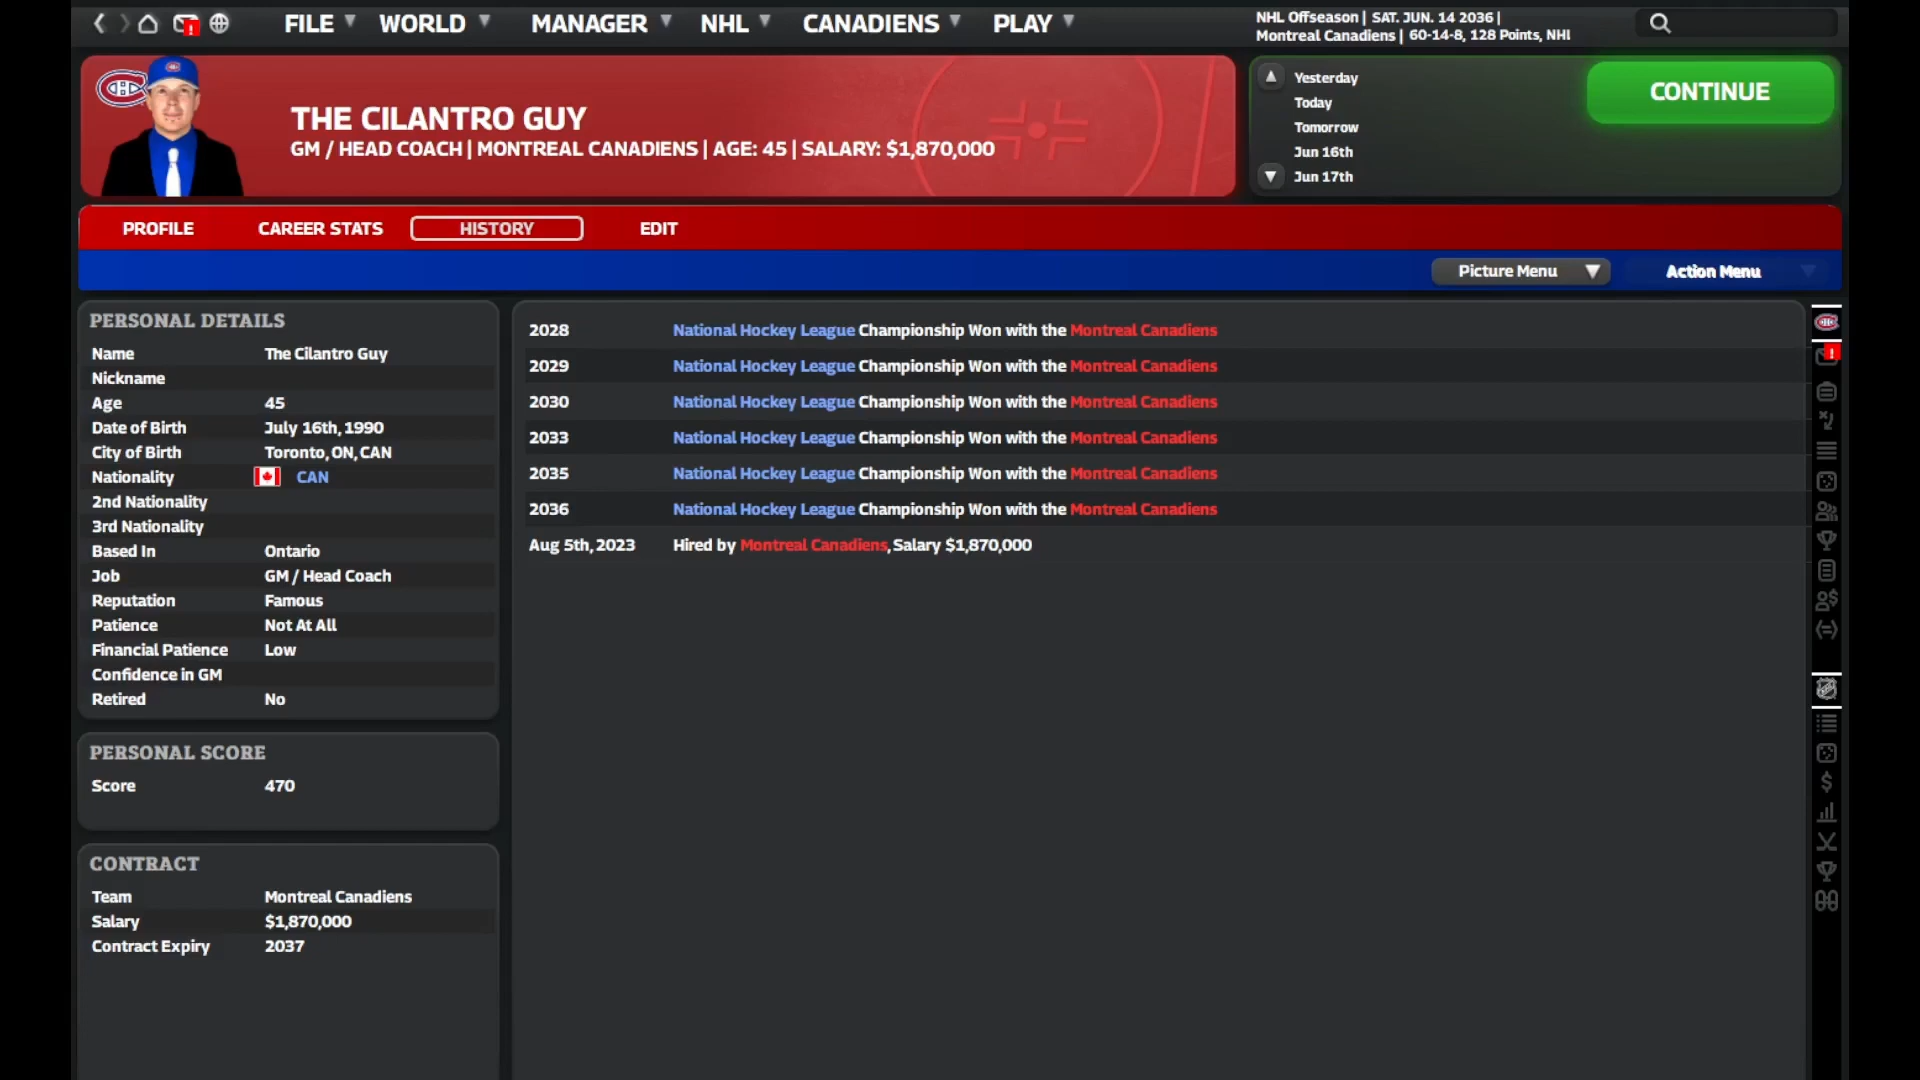 FILE WORLD MANAGER NHL CANADIENS PLAY
NHL Offseason | SAT. JUN. 14 2036 |
Montreal Canadiens | 60-14-8, 128 Points, NHL
THE CILANTRO GUY
GM / HEAD COACH | MONTREAL CANADIENS | AGE: 45 | SALARY: $1,870,000
Yesterday
Today
Tomorrow
Jun 16th
Jun 17th
CONTINUE
PROFILE CAREER STATS HISTORY EDIT
Picture Menu Action Menu
PERSONAL DETAILS
Name The Cilantro Guy
Nickname
Age 45
Date of Birth July 16th, 1990
City of Birth Toronto, ON, CAN
Nationality CAN
2nd Nationality
3rd Nationality
Based In Ontario
Job GM / Head Coach
Reputation Famous
Patience Not At All
Financial Patience Low
Confidence in GM
Retired No
PERSONAL SCORE
Score 470
CONTRACT
Team Montreal Canadiens
Salary $1,870,000
Contract Expiry 2037
2028 National Hockey League Championship Won with the Montreal Canadiens
2029 National Hockey League Championship Won with the Montreal Canadiens
2030 National Hockey League Championship Won with the Montreal Canadiens
2033 National Hockey League Championship Won with the Montreal Canadiens
2035 National Hockey League Championship Won with the Montreal Canadiens
2036 National Hockey League Championship Won with the Montreal Canadiens
Aug 5th, 2023 Hired by Montreal Canadiens, Salary $1,870,000